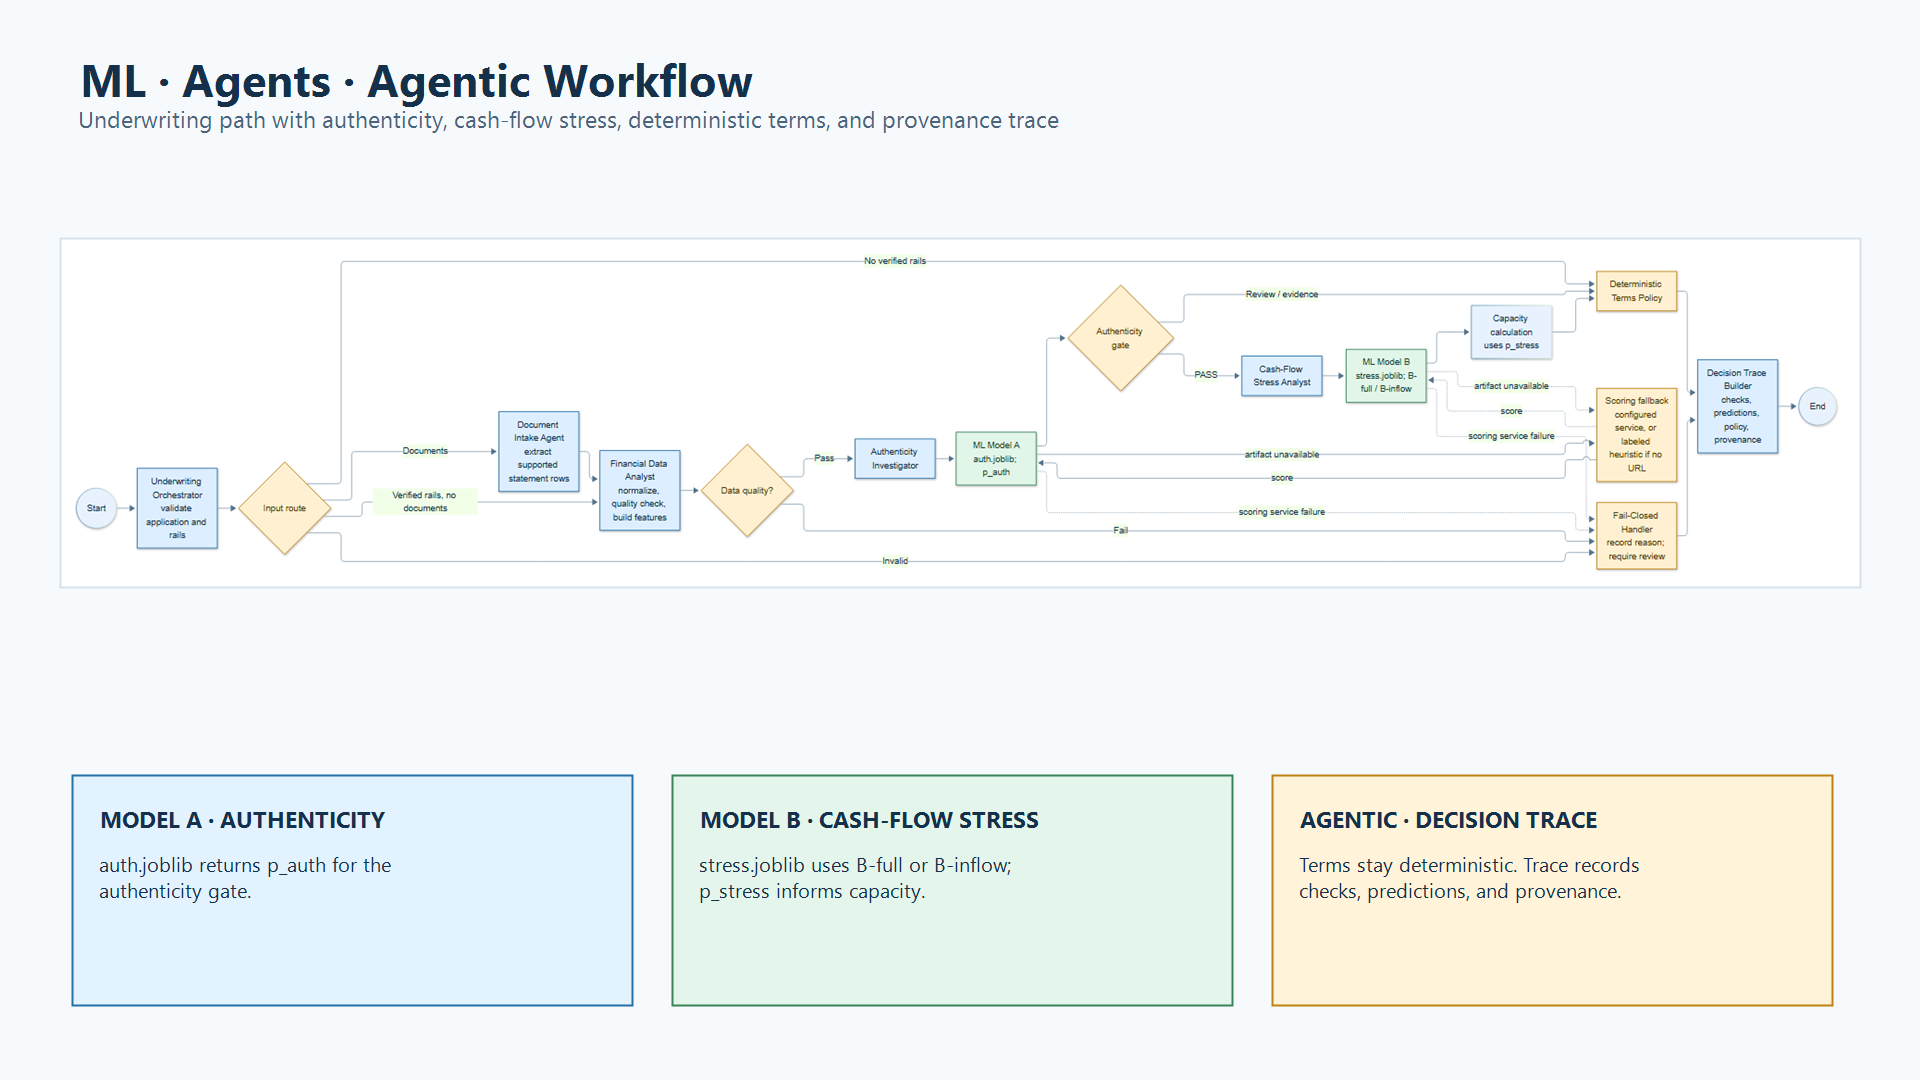 ML · Agents · Agentic Workflow
Underwriting path with authenticity, cash-flow stress, deterministic terms, and provenance trace
Start
Underwriting
Orchestrator
validate
application and
rails
Input route
No verified rails
Documents
Verified rails, no
documents
Invalid
Document
Intake Agent
extract
supported
statement rows
Financial Data
Analyst
normalize,
quality check,
build features
Data quality?
Pass
Fail
Authenticity
Investigator
ML Model A
auth.joblib;
p_auth
Authenticity
gate
Review / evidence
PASS
Cash-Flow
Stress Analyst
ML Model B
stress.joblib; B-
full / B-inflow
Capacity
calculation
uses p_stress
artifact unavailable
score
scoring service failure
artifact unavailable
score
scoring service failure
Deterministic
Terms Policy
Scoring fallback
configured
service, or
labeled
heuristic if no
URL
Fail-Closed
Handler
record reason;
require review
Decision Trace
Builder
checks,
predictions,
policy,
provenance
End
MODEL A · AUTHENTICITY
auth.joblib returns p_auth for the
authenticity gate.
MODEL B · CASH-FLOW STRESS
stress.joblib uses B-full or B-inflow;
p_stress informs capacity.
AGENTIC · DECISION TRACE
Terms stay deterministic. Trace records
checks, predictions, and provenance.